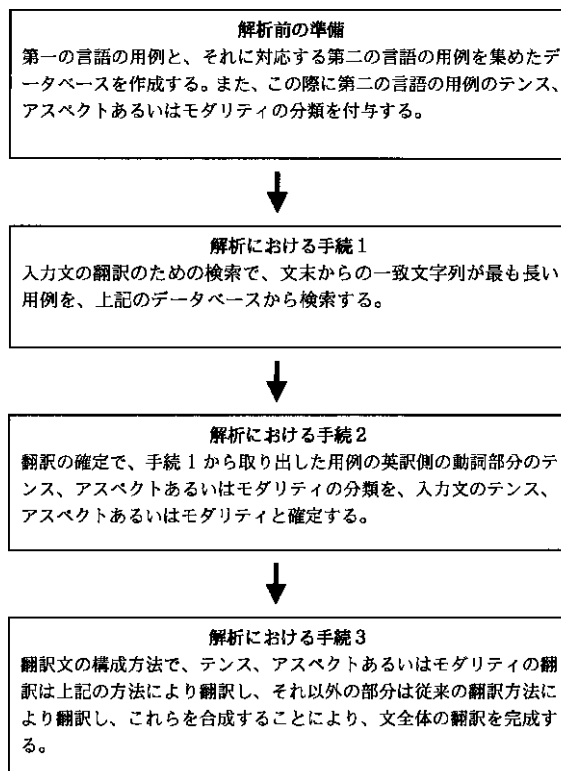 解析前の準備
第一の言語の用例と、それに対応する第二の言語の用例を集めたデ
ータベースを作成する。また、この際に第二の言語の用例のテンス、
アスペクトあるいはモダリティの分類を付与する。
解析における手続1
入力文の翻訳のための検索で、文末からの一致文字列が最も長い
用例を、上記のデータベースから検索する。
解析における手続2
翻訳の確定で、手続1から取り出した用例の英訳側の動詞部分のテ
ンス、アスペクトあるいはモダリティの分類を、入力文のテンス、
アスペクトあるいはモダリティと確定する。
解析における手続3
翻訳文の構成方法で、テンス、アスペクトあるいはモダリティの翻
訳は上記の方法により翻訳し、それ以外の部分は従来の翻訳方法に
より翻訳し、これらを合成することにより、文全体の翻訳を完成す
る。